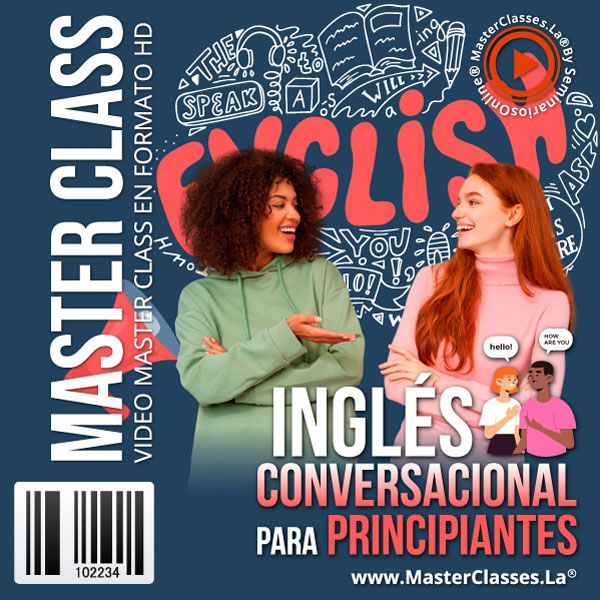 MASTER CLASS
VIDEO MASTER CLASS EN FORMATO HD
MasterClasses.La® By SeminariosOnline®
THE
SPEAK
A
WILL
ENGLISH
YOU
hello!
HOW
ARE YOU
INGLÉS
CONVERSACIONAL
PARA PRINCIPIANTES
102234
www.MasterClasses.La®